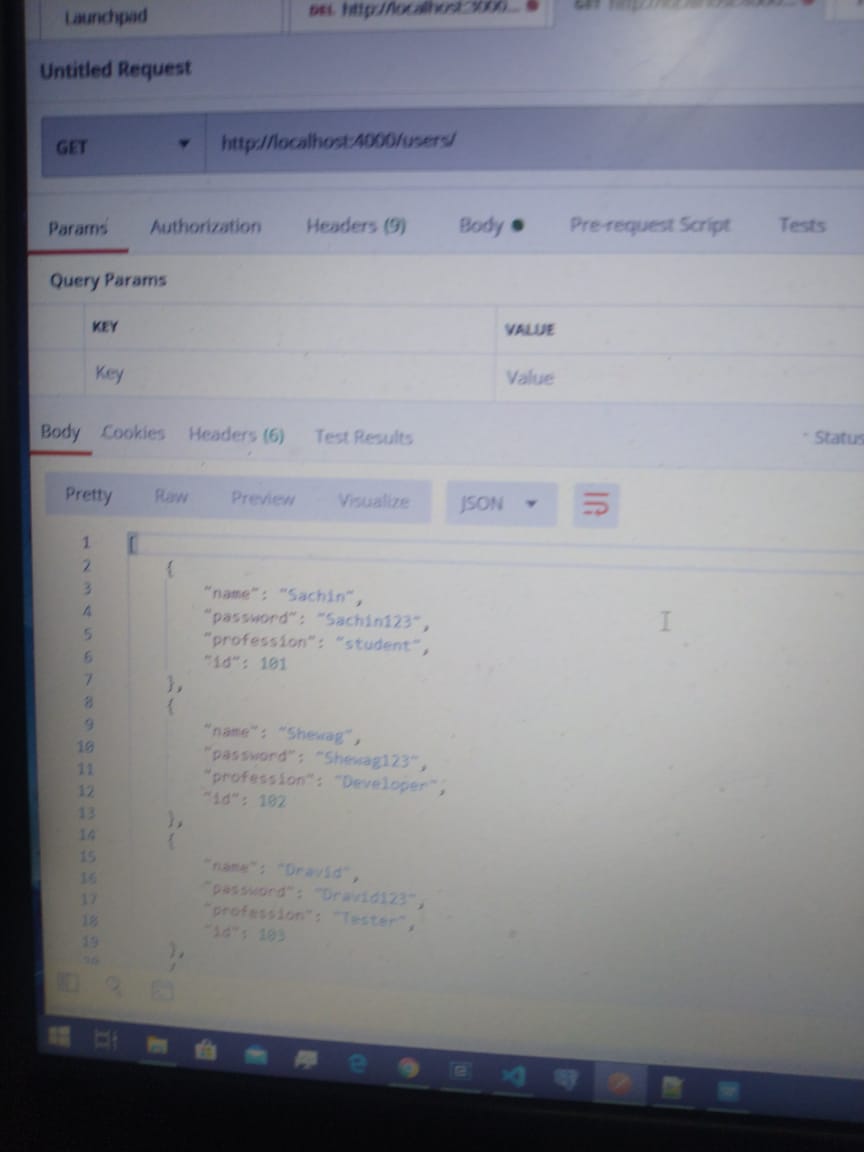 Launchpad
DEL http://localhost:3000...
GET
Untitled Request
GET http://localhost:4000/users/
Params Authorization Headers (9) Body Pre-request Script Tests
Query Params
KEY VALUE
Key Value
Body Cookies Headers (6) Test Results Status
Pretty Raw Preview Visualize JSON
1 [
2 {
3 "name": "Sachin",
4 "password": "Sachin123",
5 "profession": "student",
6 "id": 101
7 },
8 {
9 "name": "Shewag",
10 "password": "Shewag123",
11 "profession": "Developer",
12 "id": 102
13 },
14 {
15 "name": "Dravid",
16 "password": "Dravid123",
17 "profession": "Tester",
18 "id": 103
19 },
20 {